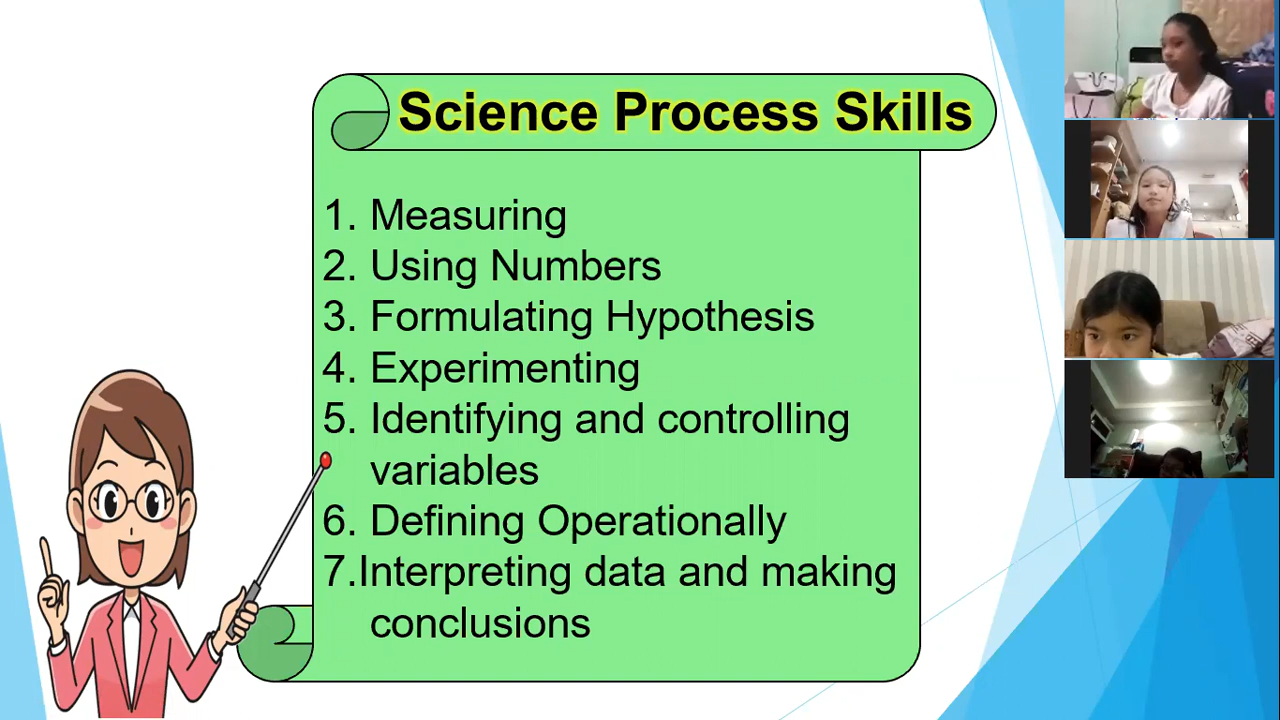 Science Process Skills
1. Measuring
2. Using Numbers
3. Formulating Hypothesis
4. Experimenting
5. Identifying and controlling
variables
6. Defining Operationally
7.Interpreting data and making
conclusions